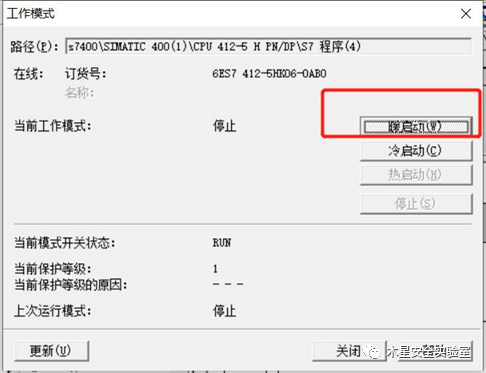 工作模式
路径(P): s7400\SIMATIC 400(1)\CPU 412-5 H PN/DP\S7 程序(4)
在线: 订货号: 6ES7 412-5HK06-0AB0
名称:
当前工作模式: 停止 暖启动(W)
冷启动(C)
热启动(H)
停止(S)
当前模式开关状态: RUN
当前保护等级: 1
当前保护等级的原因: - - -
上次运行模式: 停止
更新(U) 关闭 木星安全实验室